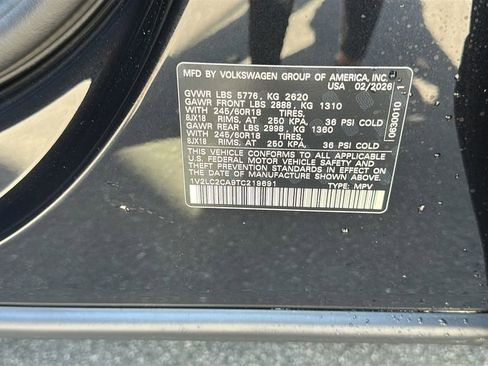 MFD BY VOLKSWAGEN GROUP OF AMERICA, INC.
USA 02/2026
GVWR LBS 5776, KG 2620
GAWR FRONT LBS 2888, KG 1310
WITH 245/60R18 TIRES,
8JX18 RIMS, AT 250 KPA, 36 PSI COLD
GAWR REAR LBS 2998, KG 1360
WITH 245/60R18 TIRES,
8JX18 RIMS, AT 250 KPA, 36 PSI COLD
THIS VEHICLE CONFORMS TO ALL APPLICABLE
U.S. FEDERAL MOTOR VEHICLE SAFETY AND
THEFT PREVENTION STANDARDS IN EFFECT ON
THE DATE OF MANUFACTURE SHOWN ABOVE.
1V2LC2CA9TC219691 TYPE: MPV
0630010 1